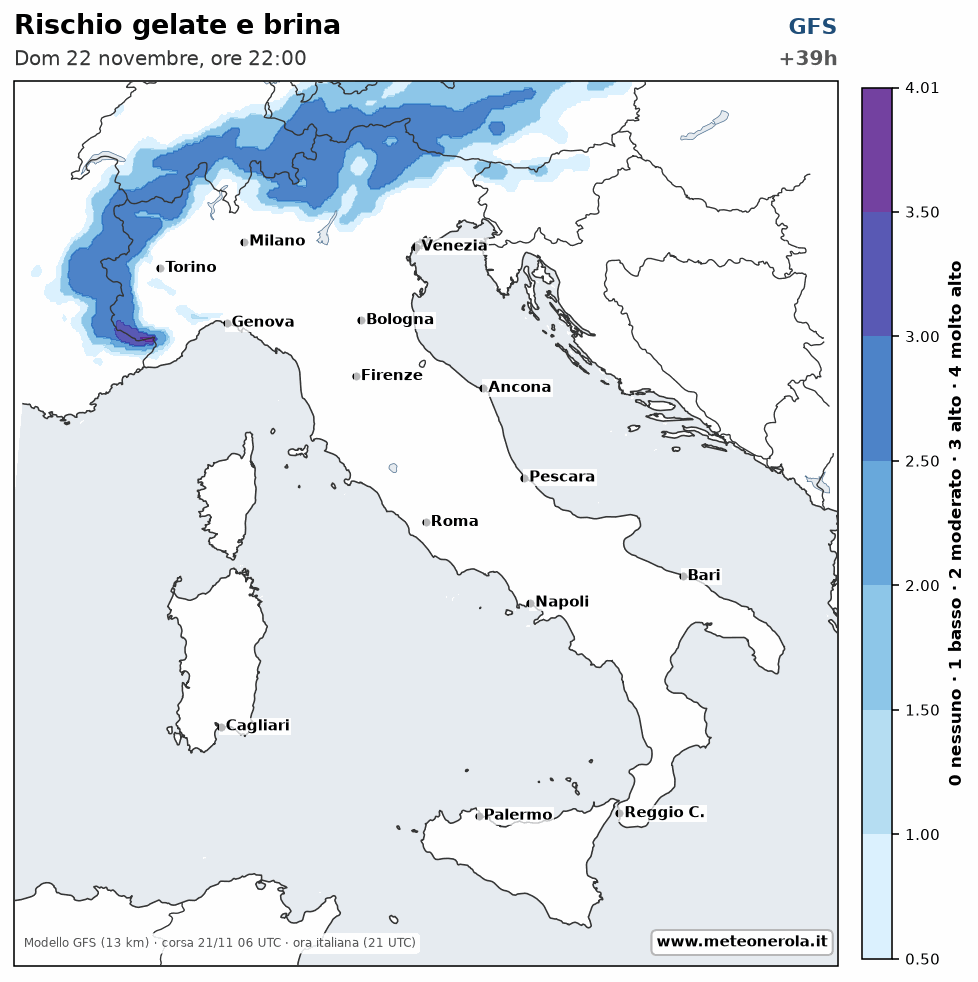 Rischio gelate e brina
GFS
Dom 22 novembre, ore 22:00
+39h
4.01
3.50
3.00
2.50
2.00
1.50
1.00
0.50
0 nessuno · 1 basso · 2 moderato · 3 alto · 4 molto alto
Milano
Venezia
Torino
Genova
Bologna
Firenze
Ancona
Pescara
Roma
Bari
Napoli
Cagliari
Palermo
Reggio C.
Modello GFS (13 km) · corsa 21/11 06 UTC · ora italiana (21 UTC)
www.meteonerola.it